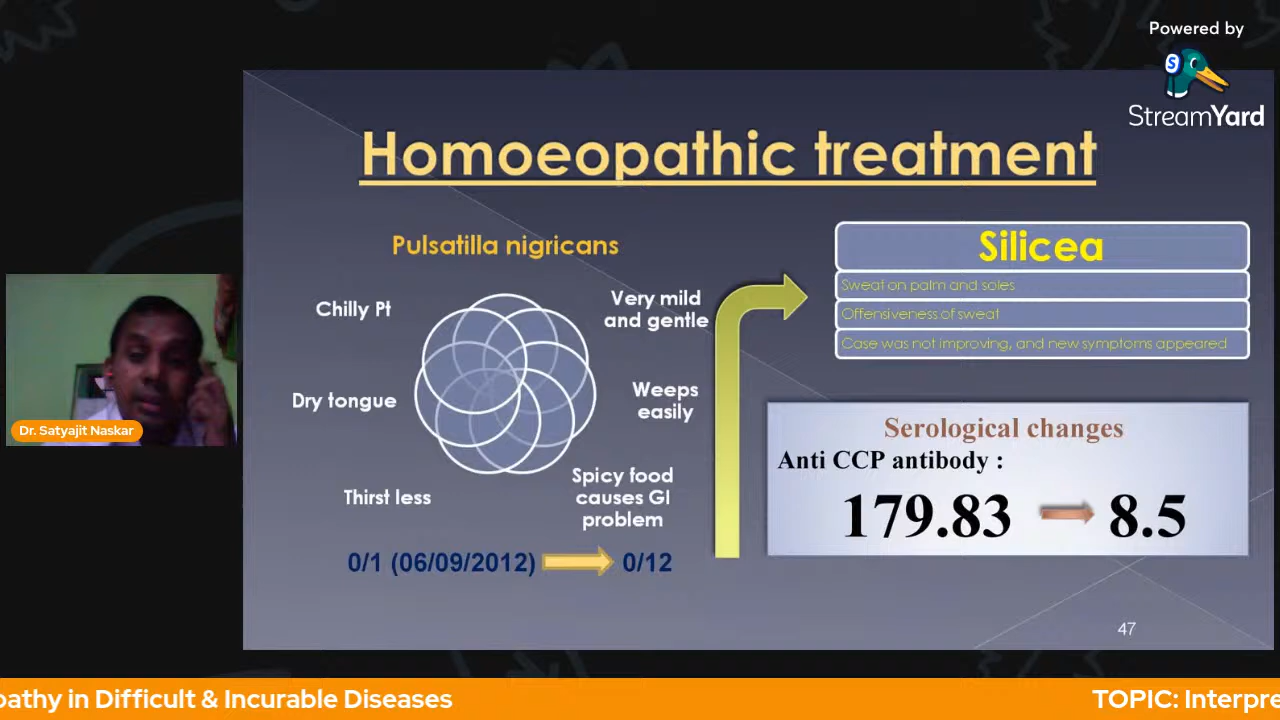 Powered by
StreamYard
Homoeopathic treatment
Pulsatilla nigricans
Chilly Pt
Very mild
and gentle
Dry tongue
Weeps
easily
Thirst less
Spicy food
causes GI
problem
0/1 (06/09/2012)
0/12
Silicea
Sweat on palm and soles
Offensiveness of sweat
Case was not improving, and new symptoms appeared
Serological changes
Anti CCP antibody :
179.83
8.5
47
Dr. Satyajit Naskar
pathy in Difficult & Incurable Diseases
TOPIC: Interpre